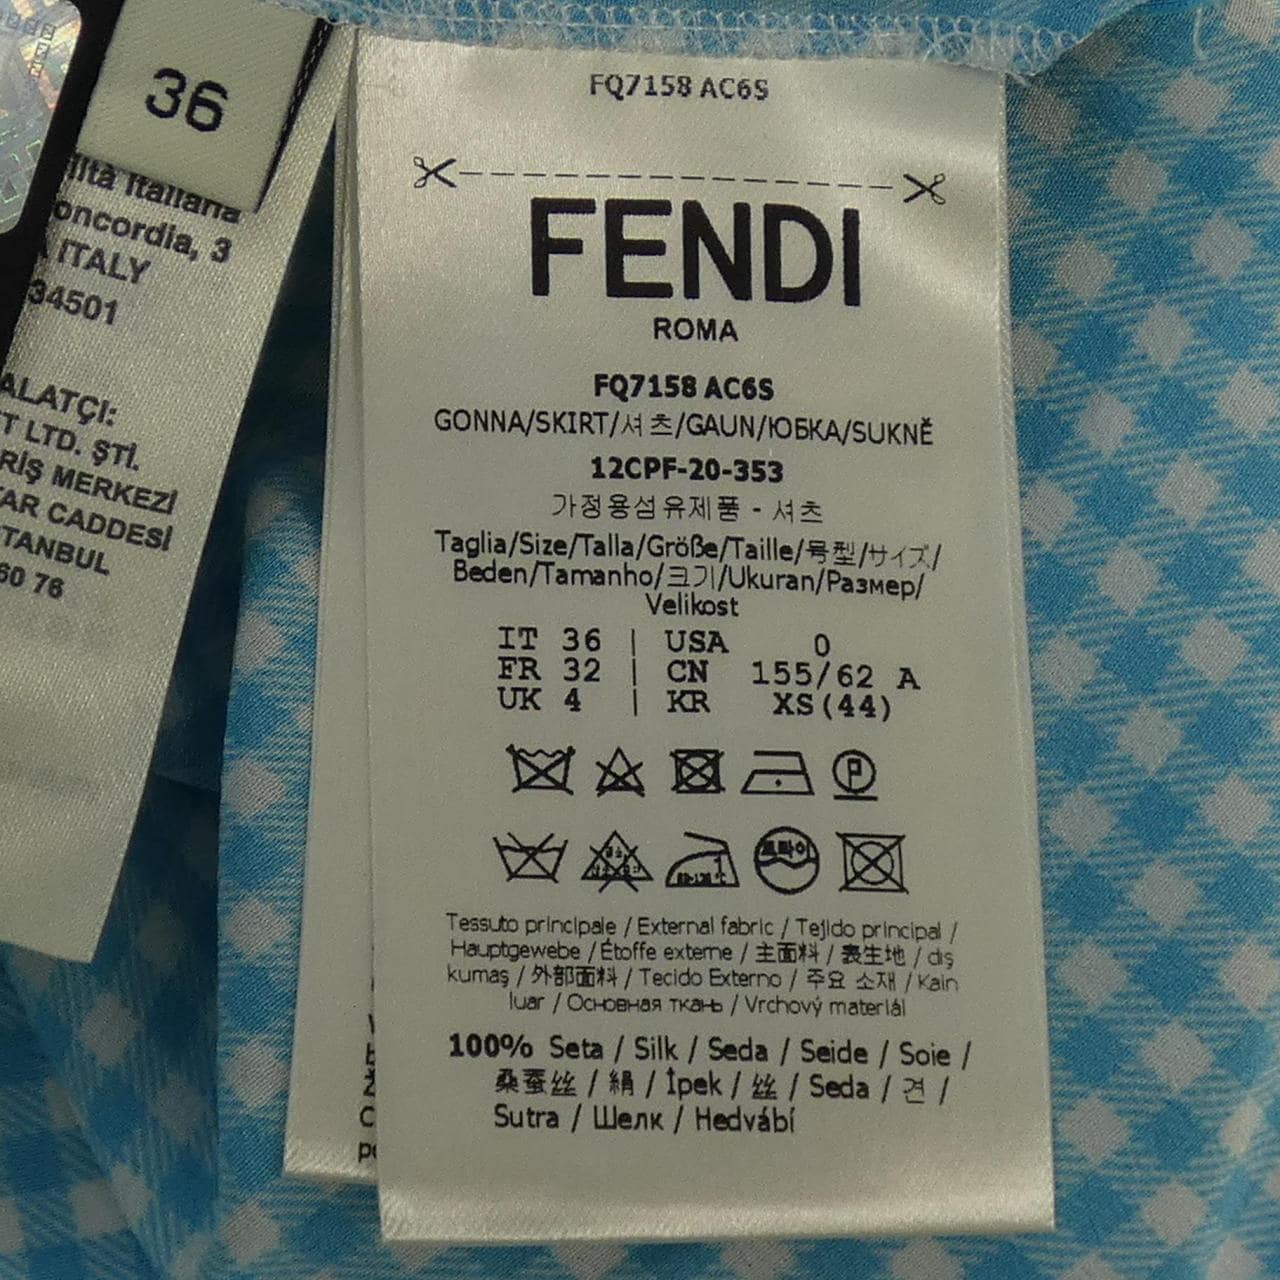 36
ilità Italiana
oncordia, 3
ITALY
34501
ALATÇI:
T LTD. ŞTİ.
RİŞ MERKEZİ
AR CADDESİ
TANBUL
60 76
FQ7158 AC6S
FENDI
ROMA
FQ7158 AC6S
GONNA/SKIRT/셔츠/GAUN/ЮБКА/SUKNĚ
12CPF-20-353
가정용섬유제품 - 셔츠
Taglia/Size/Talla/Größe/Taille/号型/サイズ/
Beden/Tamanho/크기/Ukuran/Размер/
Velikost
IT 36 | USA 0
FR 32 | CN 155/62 A
UK 4 | KR XS(44)
P
드라이
Tessuto principale / External fabric / Tejido principal /
Hauptgewebe / Étoffe externe / 主面料 / 表生地 / dış
kumaş / 外部面料 / Tecido Externo / 주요 소재 / Kain
luar / Основная ткань / Vrchový materiál
100% Seta / Silk / Seda / Seide / Soie /
桑蚕丝 / 絹 / İpek / 丝 / Seda / 견 /
Sutra / Шелк / Hedvábí